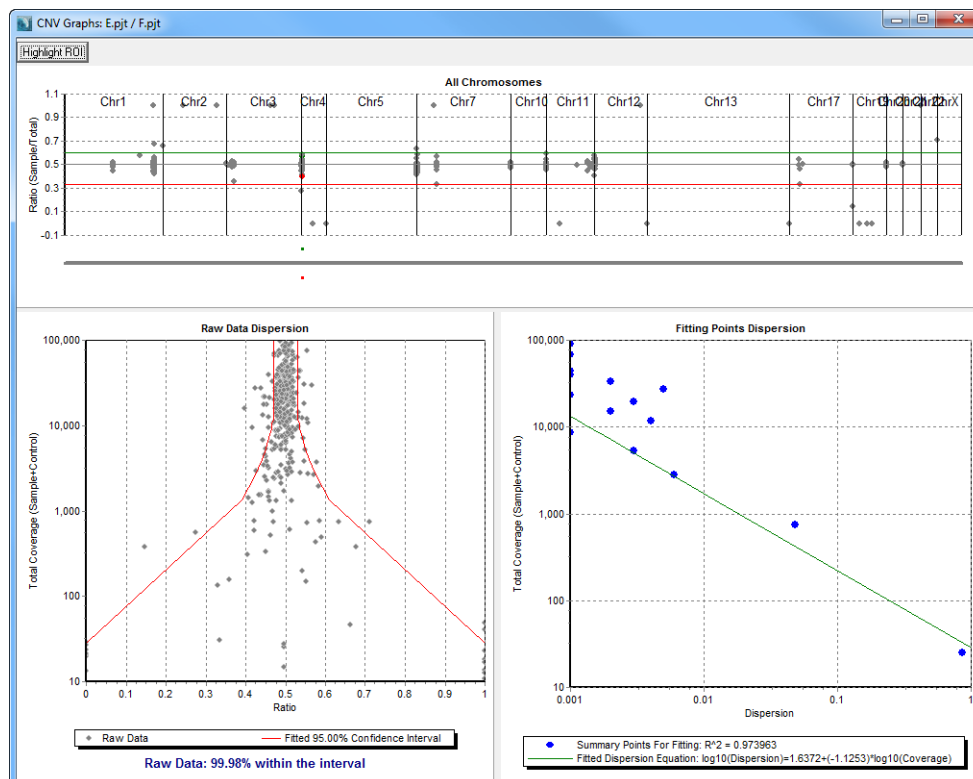 CNV Graphs: E.pjt / F.pjt
Highlight ROI
All Chromosomes
Chr1 Chr2 Chr3 Chr4 Chr5 Chr7 Chr10 Chr11 Chr12 Chr13 Chr17 Chr19 ChrX
Ratio (Sample/Total)
1.1
0.9
0.7
0.5
0.3
0.1
-0.1
Raw Data Dispersion
Total Coverage (Sample+Control)
100,000
10,000
1,000
100
10
0 0.1 0.2 0.3 0.4 0.5 0.6 0.7 0.8 0.9 1
Ratio
Raw Data Fitted 95.00% Confidence Interval
Raw Data: 99.98% within the interval
Fitting Points Dispersion
Total Coverage (Sample+Control)
100,000
10,000
1,000
100
10
0.001 0.01 0.1 1
Dispersion
Summary Points For Fitting: R^2 = 0.973963
Fitted Dispersion Equation: log10(Dispersion)=1.6372+(-1.1253)*log10(Coverage)